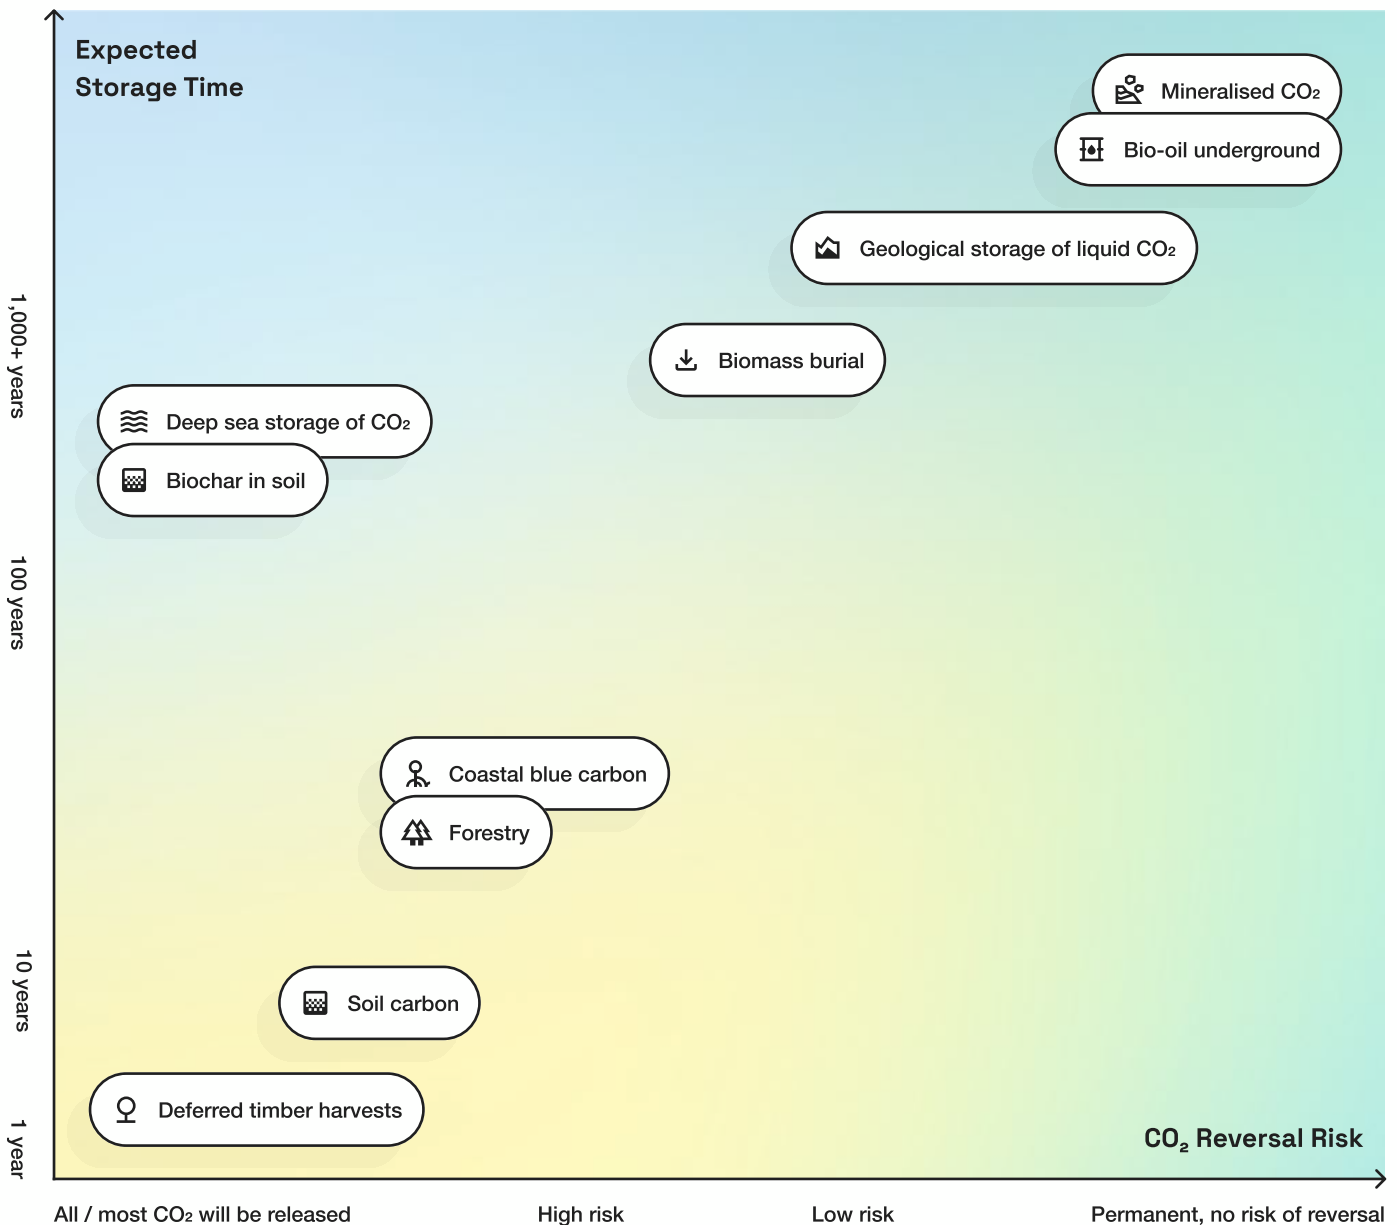 Expected
Storage Time
Mineralised CO₂
Bio-oil underground
Geological storage of liquid CO₂
Biomass burial
Deep sea storage of CO₂
Biochar in soil
Coastal blue carbon
Forestry
Soil carbon
Deferred timber harvests
1,000+ years
100 years
10 years
1 year
CO₂ Reversal Risk
All / most CO₂ will be released
High risk
Low risk
Permanent, no risk of reversal